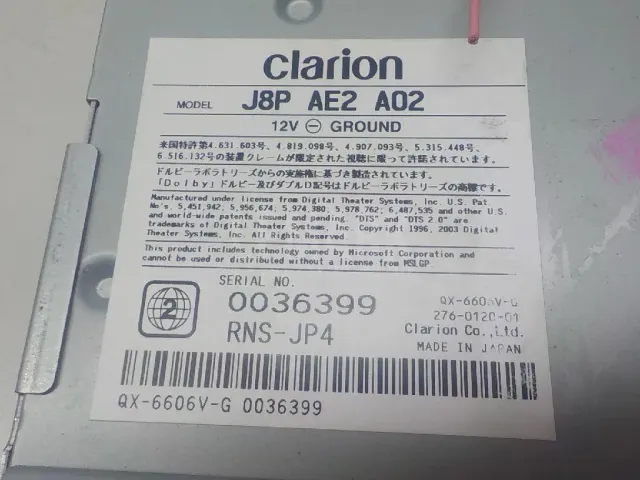 clarion
MODEL J8P AE2 A02
12V ⊖ GROUND
米国特許第4.631.603号、4.819.098号、4.907.093号、5.315.448号、
6.516.132号の装置クレームが限定された視聴に限って許諾されています。
ドルビーラボラトリーズからの実施権に基づき製造されています。
「Dolby」ドルビー及びダブルD記号はドルビーラボラトリーズの商標です。
Manufactured under license from Digital Theater Systems, Inc. U.S. Pat
No's. 5,451,942, 5,956,674, 5,974,380, 5,978,762, 6,487,535 and other U.S
and world-wide patents issued and pending. "DTS" and "DTS 2.0" are
trademarks of Digital Theater Systems, Inc. Copyright 1996, 2003 Digital
Theater Systems, Inc. All Rights Reserved.
This product includes technology owned by Microsoft Corporation and
cannot be used or distributed without a license from MSLGP
SERIAL NO.
0036399
QX-6606V-G
2
RNS-JP4
276-0120-01
Clarion Co.,Ltd.
MADE IN JAPAN
QX-6606V-G 0036399